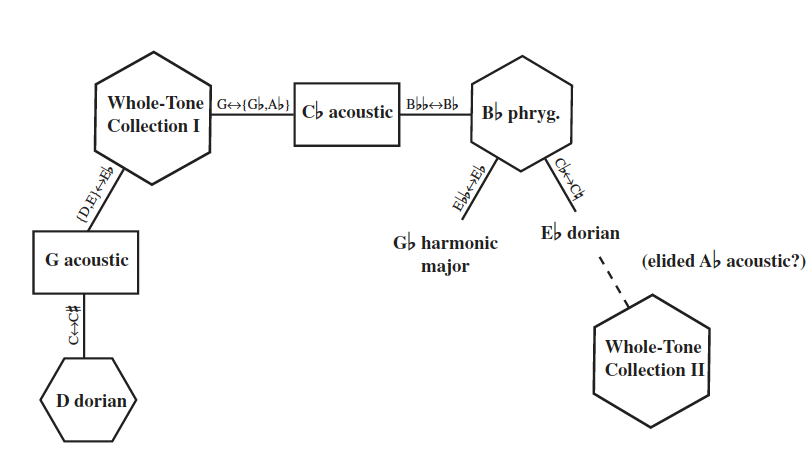 Whole-Tone
Collection I
G↔{G♭,A♭}
C♭ acoustic
B♭♭↔B♭
B♭ phryg.
{D,E}↔E♭
E♭♭↔E♭
C♭↔C♮
G♭ harmonic
major
E♭ dorian
(elided A♭ acoustic?)
G acoustic
C↔C♯
Whole-Tone
Collection II
D dorian